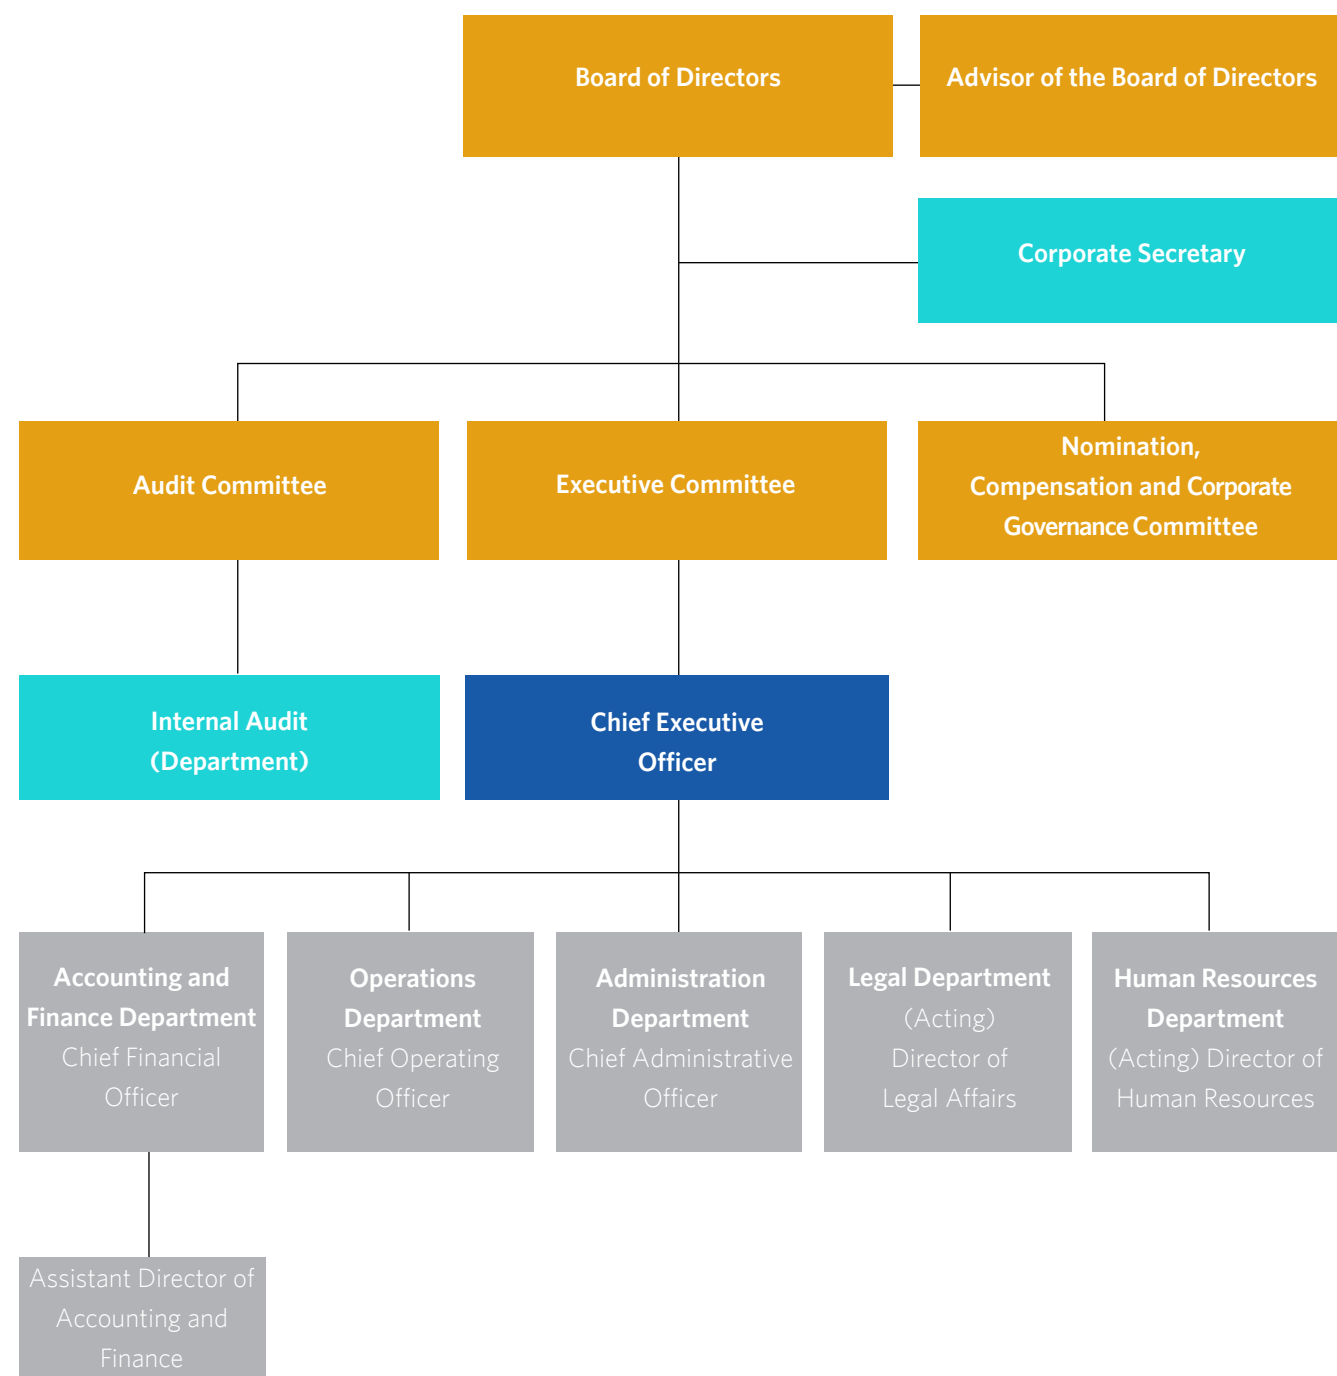 Board of Directors
Advisor of the Board of Directors
Corporate Secretary
Audit Committee
Executive Committee
Nomination,
Compensation and Corporate
Governance Committee
Internal Audit
(Department)
Chief Executive
Officer
Accounting and
Finance Department
Chief Financial
Officer
Operations
Department
Chief Operating
Officer
Administration
Department
Chief Administrative
Officer
Legal Department
(Acting)
Director of
Legal Affairs
Human Resources
Department
(Acting) Director of
Human Resources
Assistant Director of
Accounting and
Finance